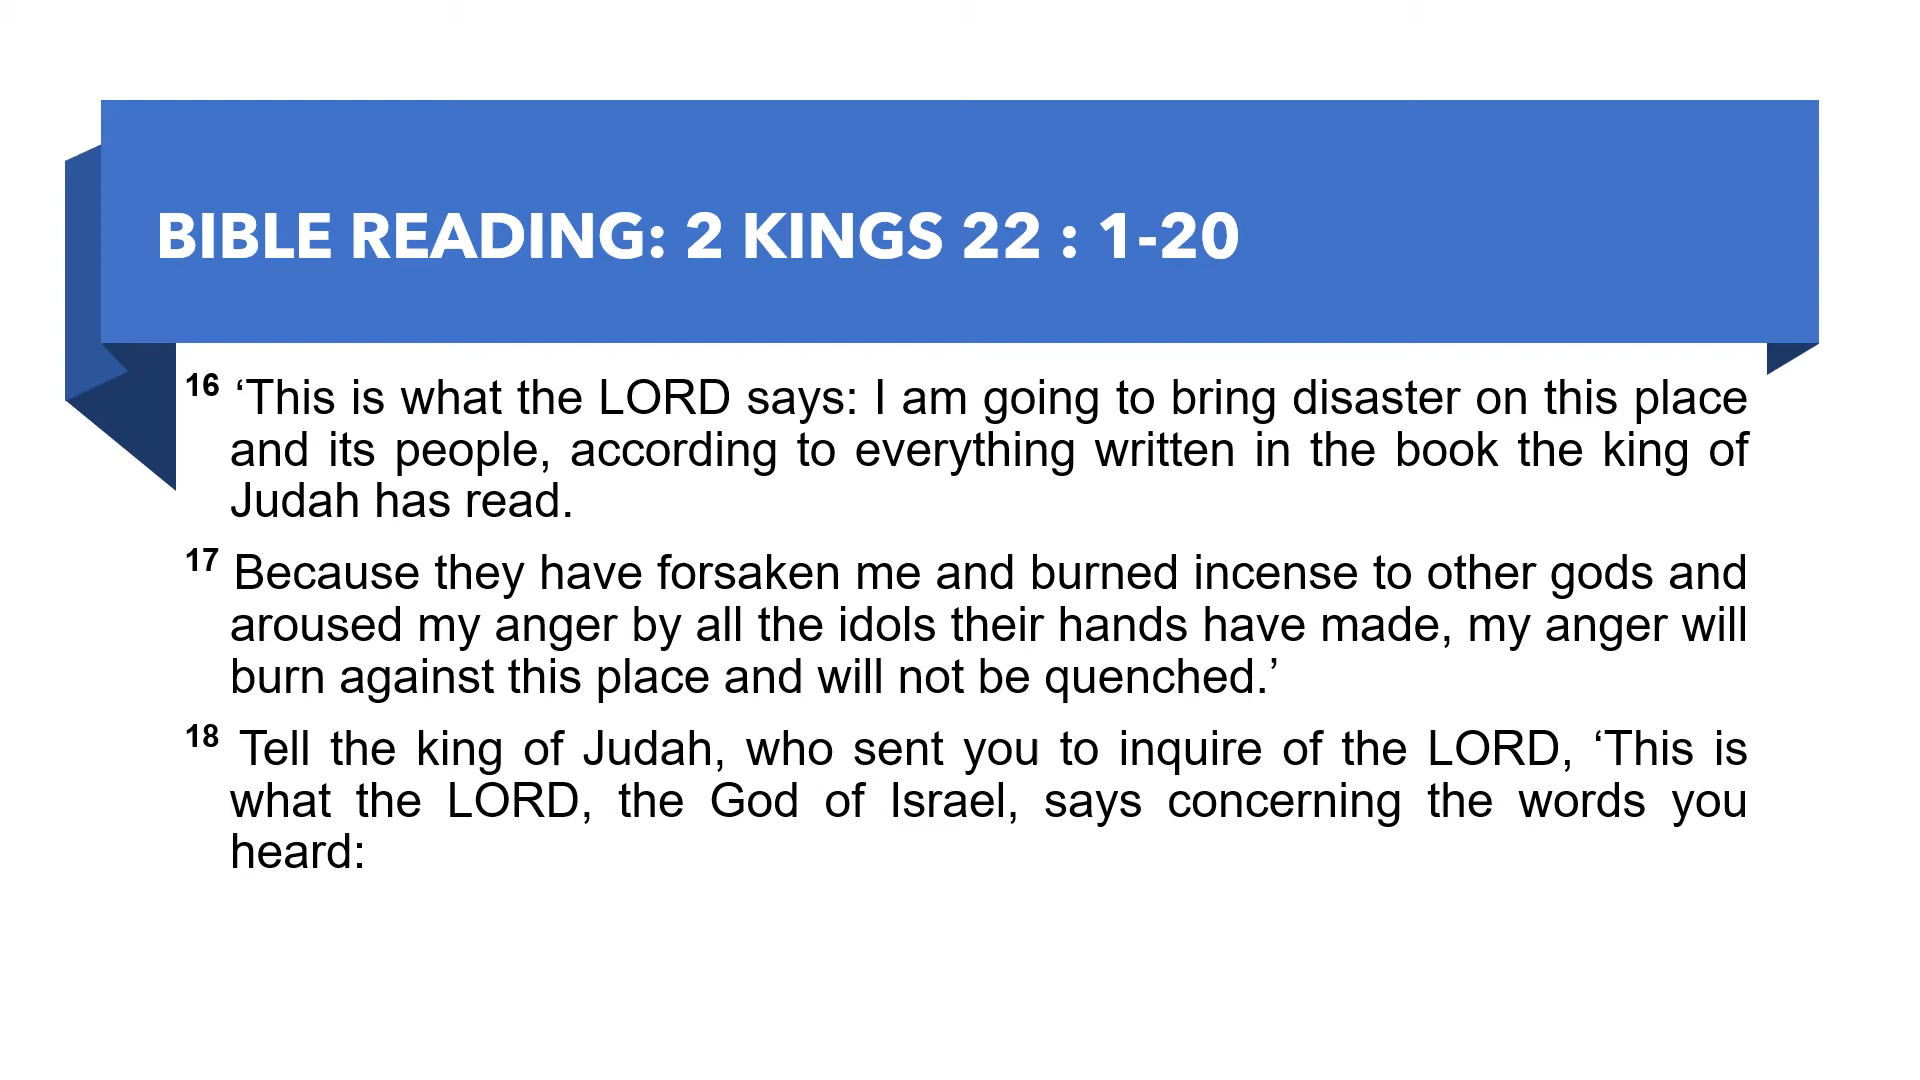 BIBLE READING: 2 KINGS 22 : 1-20
16 ‘This is what the LORD says: I am going to bring disaster on this place
and its people, according to everything written in the book the king of
Judah has read.
17 Because they have forsaken me and burned incense to other gods and
aroused my anger by all the idols their hands have made, my anger will
burn against this place and will not be quenched.’
18 Tell the king of Judah, who sent you to inquire of the LORD, ‘This is
what the LORD, the God of Israel, says concerning the words you
heard: